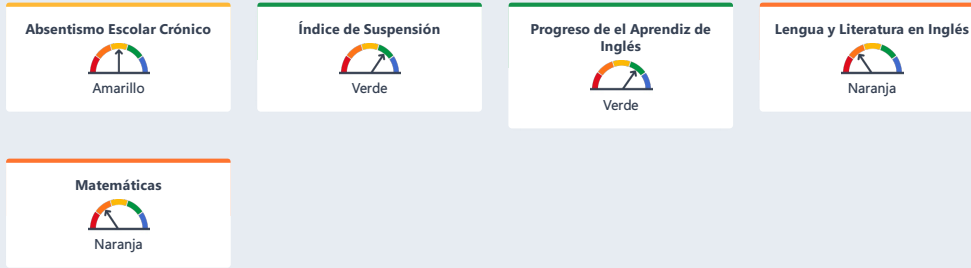 Absentismo Escolar Crónico
Amarillo
Índice de Suspensión
Verde
Progreso de el Aprendiz de
Inglés
Verde
Lengua y Literatura en Inglés
Naranja
Matemáticas
Naranja